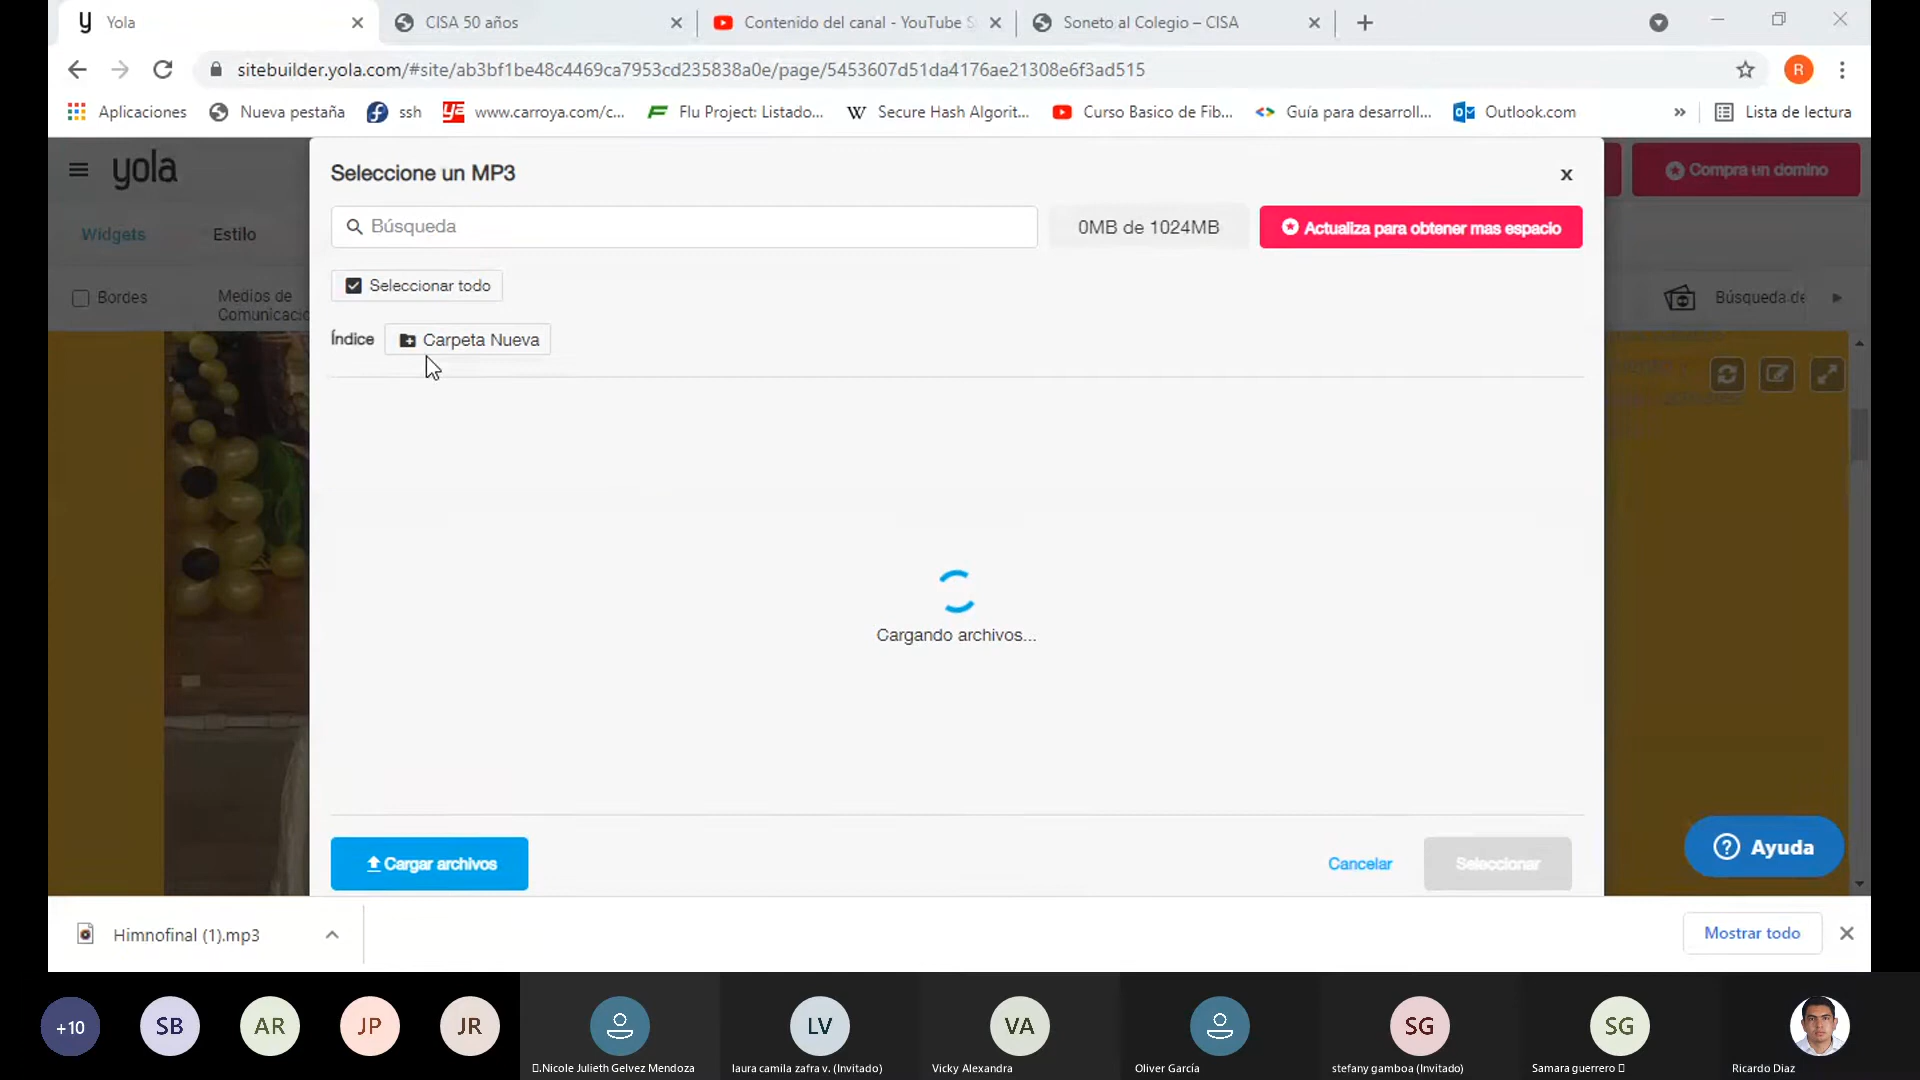 y Yola
CISA 50 años
Contenido del canal - YouTube S
Soneto al Colegio – CISA
sitebuilder.yola.com/#site/ab3bf1be48c4469ca7953cd235838a0e/page/5453607d51da4176ae21308e6f3ad515
R
Aplicaciones
Nueva pestaña
ssh
www.carroya.com/c...
Flu Project: Listado...
W Secure Hash Algorit...
Curso Basico de Fib...
Guía para desarroll...
Outlook.com
»
Lista de lectura
yola
Seleccione un MP3
x
Compra un domino
Widgets
Estilo
Búsqueda
0MB de 1024MB
Actualiza para obtener mas espacio
Bordes
Medios de
Comunicacio
Seleccionar todo
Búsqueda de
Índice
Carpeta Nueva
Cargando archivos...
Cargar archivos
Cancelar
Seleccionar
Ayuda
Himnofinal (1).mp3
Mostrar todo
+10
SB
AR
JP
JR
LV
VA
SG
SG
.Nicole Julieth Gelvez Mendoza
laura camila zafra v. (Invitado)
Vicky Alexandra
Oliver García
stefany gamboa (Invitado)
Samara guerrero
Ricardo Diaz